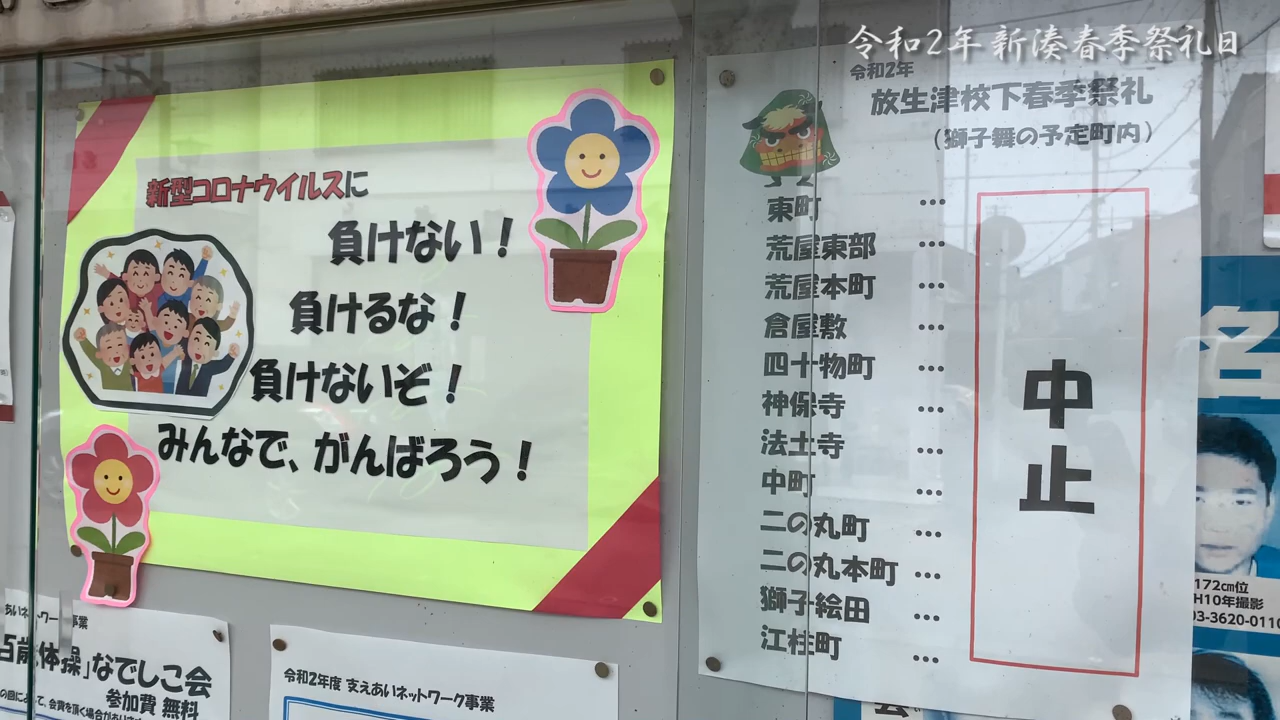 令和2年 新湊春季祭礼日
新型コロナウイルスに
負けない！
負けるな！
負けないぞ！
みんなで、がんばろう！
令和2年
放生津校下春季祭礼
（獅子舞の予定町内）
東町 …
荒屋東部 …
荒屋本町 …
倉屋敷 …
四十物町 …
神保寺 …
法土寺 …
中町 …
二の丸町 …
二の丸本町 …
獅子絵田 …
江柱町 …
中止
事業
体操」なでしこ会
参加費 無料
令和2年度 支えあいネットワーク事業
名
172㎝位
H10年撮影
03-3620-0110